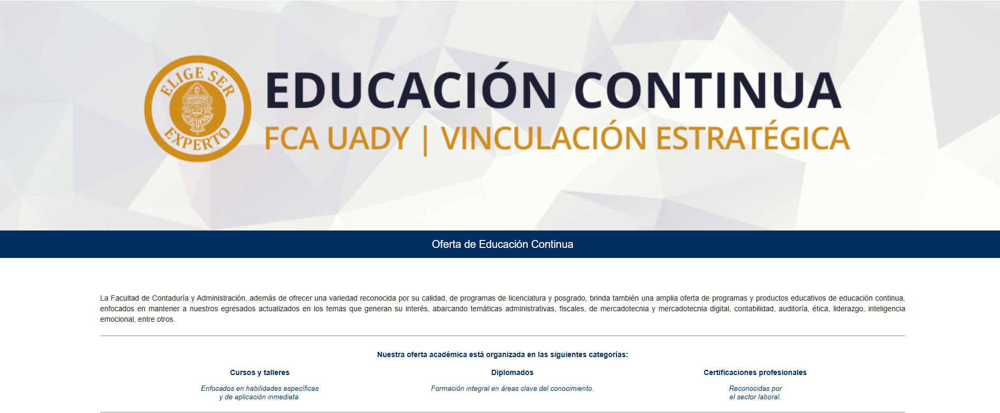 ELIGE SER
EXPERTO
EDUCACIÓN CONTINUA
FCA UADY | VINCULACIÓN ESTRATÉGICA
Oferta de Educación Continua
La Facultad de Contaduría y Administración, además de ofrecer una variedad reconocida por su calidad, de programas de licenciatura y posgrado, brinda también una amplia oferta de programas y productos educativos de educación continua,
enfocados en mantener a nuestros egresados actualizados en los temas que generan su interés, abarcando temáticas administrativas, fiscales, de mercadotecnia y mercadotecnia digital, contabilidad, auditoría, ética, liderazgo, inteligencia
emocional, entre otros.
Nuestra oferta académica está organizada en las siguientes categorías:
Cursos y talleres
Enfocados en habilidades específicas
y de aplicación inmediata.
Diplomados
Formación integral en áreas clave del conocimiento.
Certificaciones profesionales
Reconocidas por
el sector laboral.